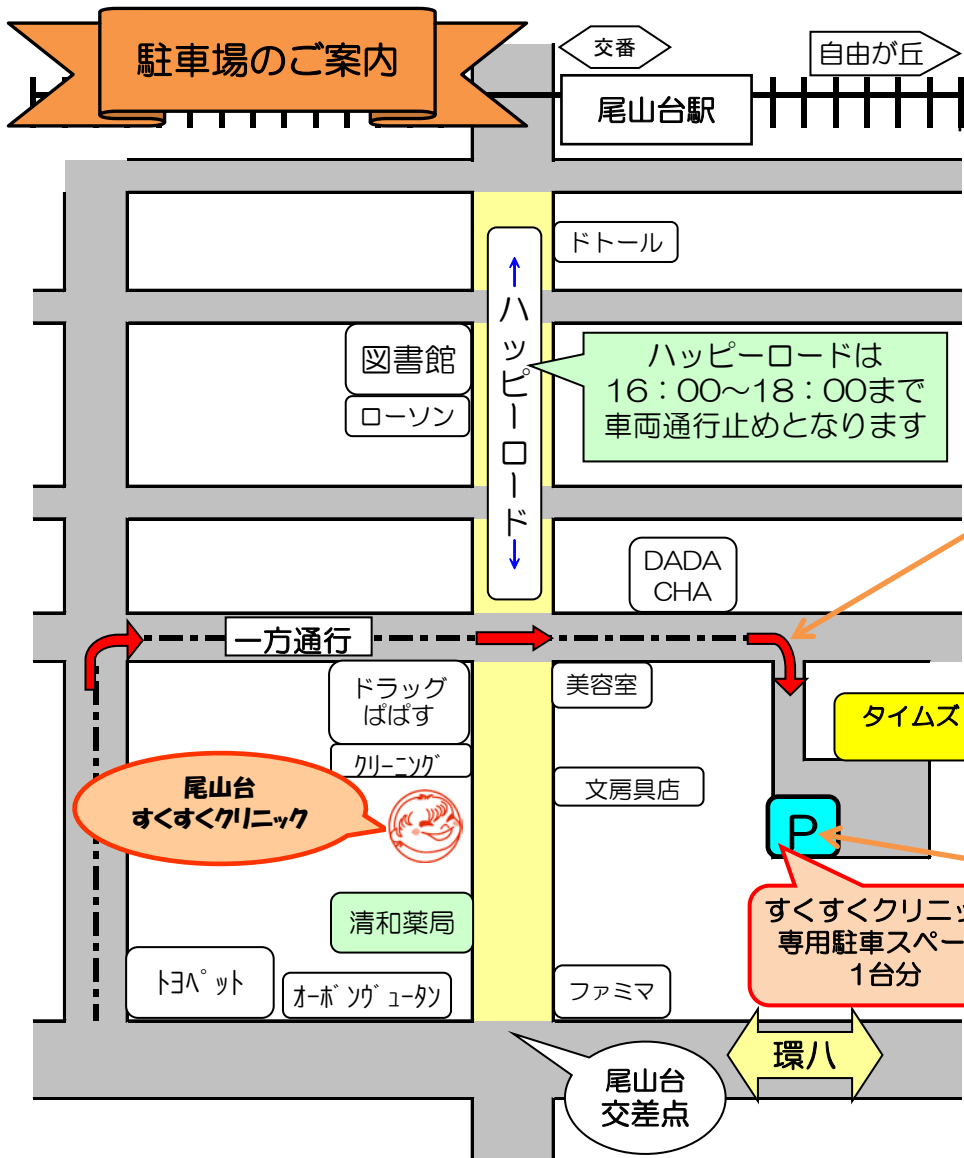 駐車場のご案内
交番
自由が丘
尾山台駅
ドトール
ハッピーロード
図書館
ローソン
ハッピーロードは
16：00～18：00まで
車両通行止めとなります
DADA
CHA
一方通行
ドラッグ
ぱぱす
美容室
タイムズ
クリーニング
尾山台
すくすくクリニック
文房具店
P
清和薬局
すくすくクリニッ
専用駐車スペー
1台分
トヨペット
オーボンヴュータン
ファミマ
環八
尾山台
交差点